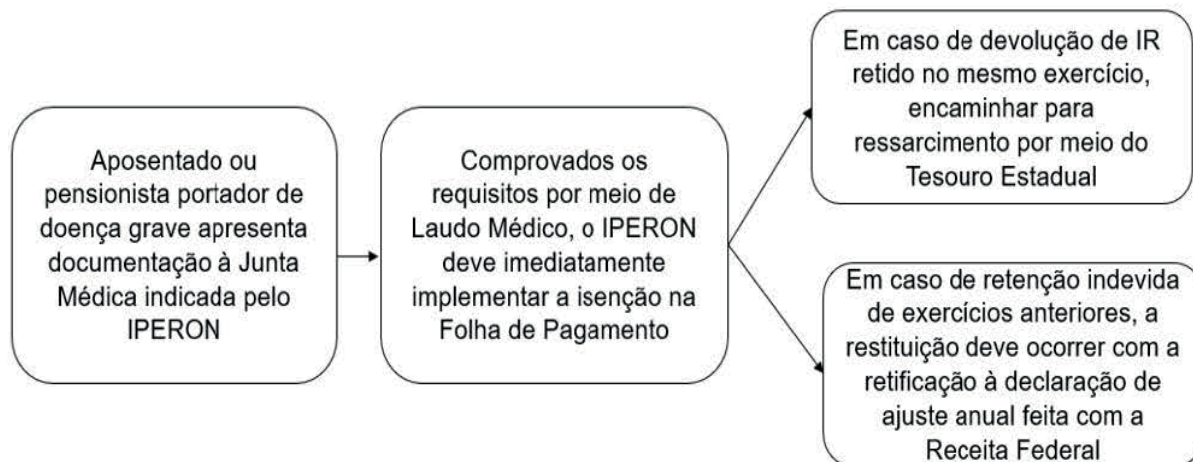 Aposentado ou
pensionista portador de
doença grave apresenta
documentação à Junta
Médica indicada pelo
IPERON
Comprovados os
requisitos por meio de
Laudo Médico, o IPERON
deve imediatamente
implementar a isenção na
Folha de Pagamento
Em caso de devolução de IR
retido no mesmo exercício,
encaminhar para
ressarcimento por meio do
Tesouro Estadual
Em caso de retenção indevida
de exercícios anteriores, a
restituição deve ocorrer com a
retificação à declaração de
ajuste anual feita com a
Receita Federal